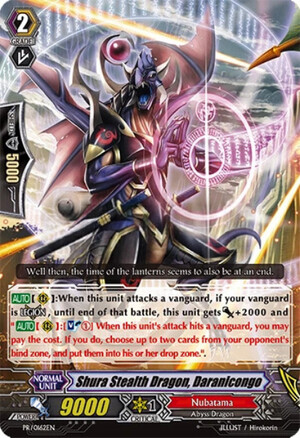 2
GRADE
5000
Well then, the time of the lanterns seems to also be at an end.
AUTO [ ]:When this unit attacks a vanguard, if your vanguard
is LEGION, until end of battle, this unit gets +2000 and
"AUTO [ ]:[ (1)] When this unit's attack hits a vanguard, you may
pay the cost. If you do, choose up to two cards from your opponent's
bind zone, and put them into his or her drop zone.".
NORMAL
UNIT
Shura Stealth Dragon, Daranicongo
POWER
9000
1
CRITICAL
Nubatama
Abyss Dragon
PR/0162EN
ILLUST / Hirokorin